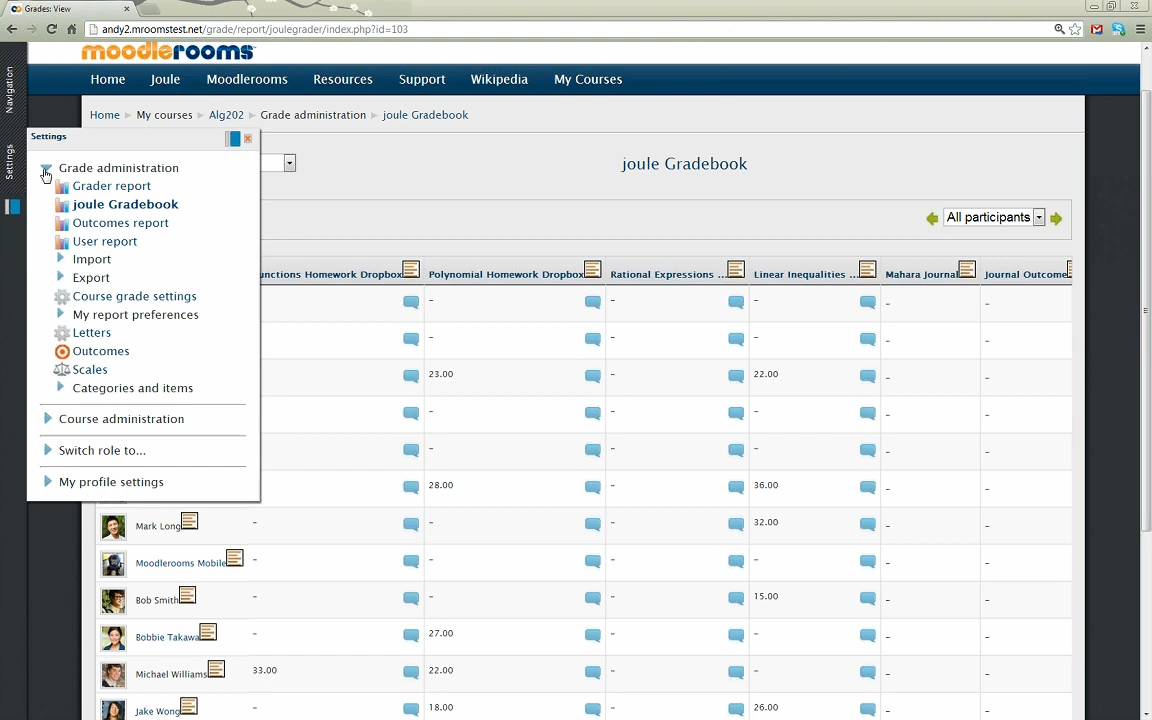 Grades: View
andy2.mroomstest.net/grade/report/joulegrader/index.php?id=103
moodlerooms
Home Joule Moodlerooms Resources Support Wikipedia My Courses
Home My courses Alg202 Grade administration joule Gradebook
Navigation
Settings
Settings
Grade administration
Grader report
joule Gradebook
Outcomes report
User report
Import
Export
Course grade settings
My report preferences
Letters
Outcomes
Scales
Categories and items
Course administration
Switch role to...
My profile settings
joule Gradebook
All participants
unctions Homework Dropbox Polynomial Homework Dropbox Rational Expressions ... Linear Inequalities ... Mahara Journal Journal Outcome
- - - - -
- - - - -
23.00 - 22.00 - -
- - - - -
- - - - -
28.00 - 36.00 - -
Mark Long - - - 32.00 - -
Moodlerooms Mobile - - - - - -
Bob Smith - - - 15.00 - -
Bobbie Takawa - 27.00 - - - -
Michael Williams 33.00 22.00 - - - -
Jake Wong - 18.00 - 26.00 - -